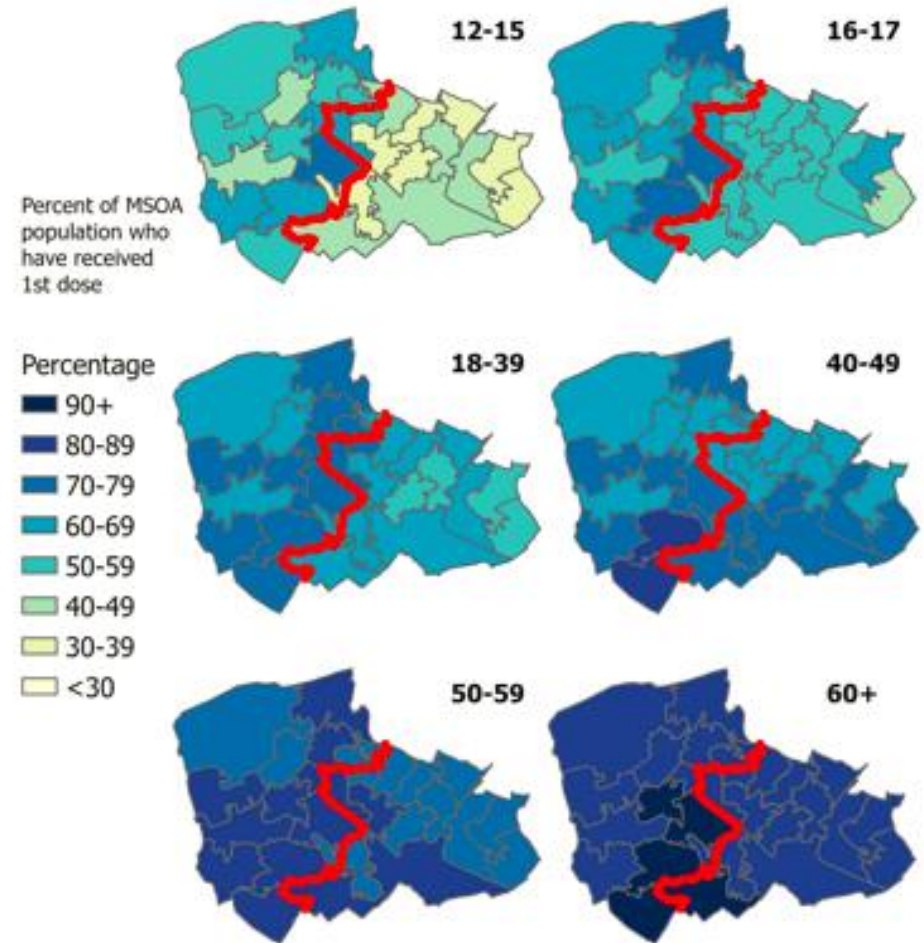 12-15
16-17
Percent of MSOA
population who
have received
1st dose
18-39
40-49
Percentage
90+
80-89
70-79
60-69
50-59
40-49
30-39
<30
50-59
60+